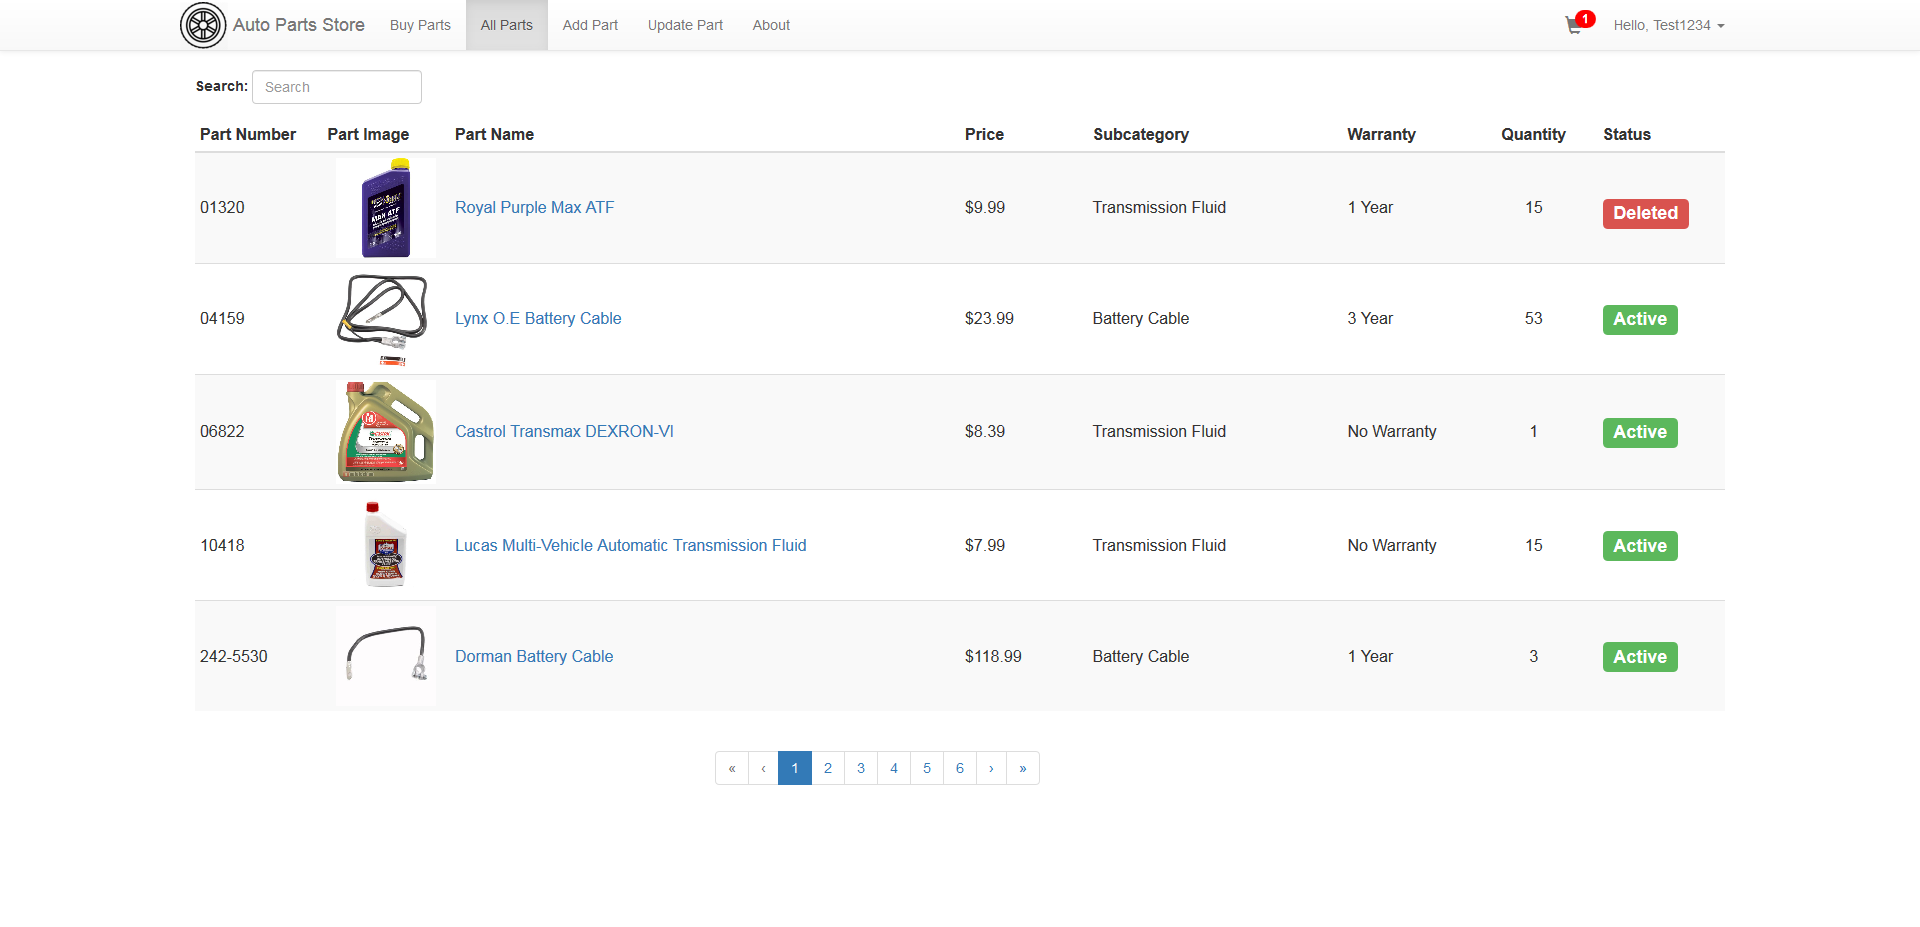 Auto Parts Store Buy Parts All Parts Add Part Update Part About 1 Hello, Test1234
Search: Search
Part Number Part Image Part Name Price Subcategory Warranty Quantity Status
01320 Royal Purple Max ATF $9.99 Transmission Fluid 1 Year 15 Deleted
MAX ATF
04159 Lynx O.E Battery Cable $23.99 Battery Cable 3 Year 53 Active
06822 Castrol Transmax DEXRON-VI $8.39 Transmission Fluid No Warranty 1 Active
10418 Lucas Multi-Vehicle Automatic Transmission Fluid $7.99 Transmission Fluid No Warranty 15 Active
242-5530 Dorman Battery Cable $118.99 Battery Cable 1 Year 3 Active
« ‹ 1 2 3 4 5 6 › »